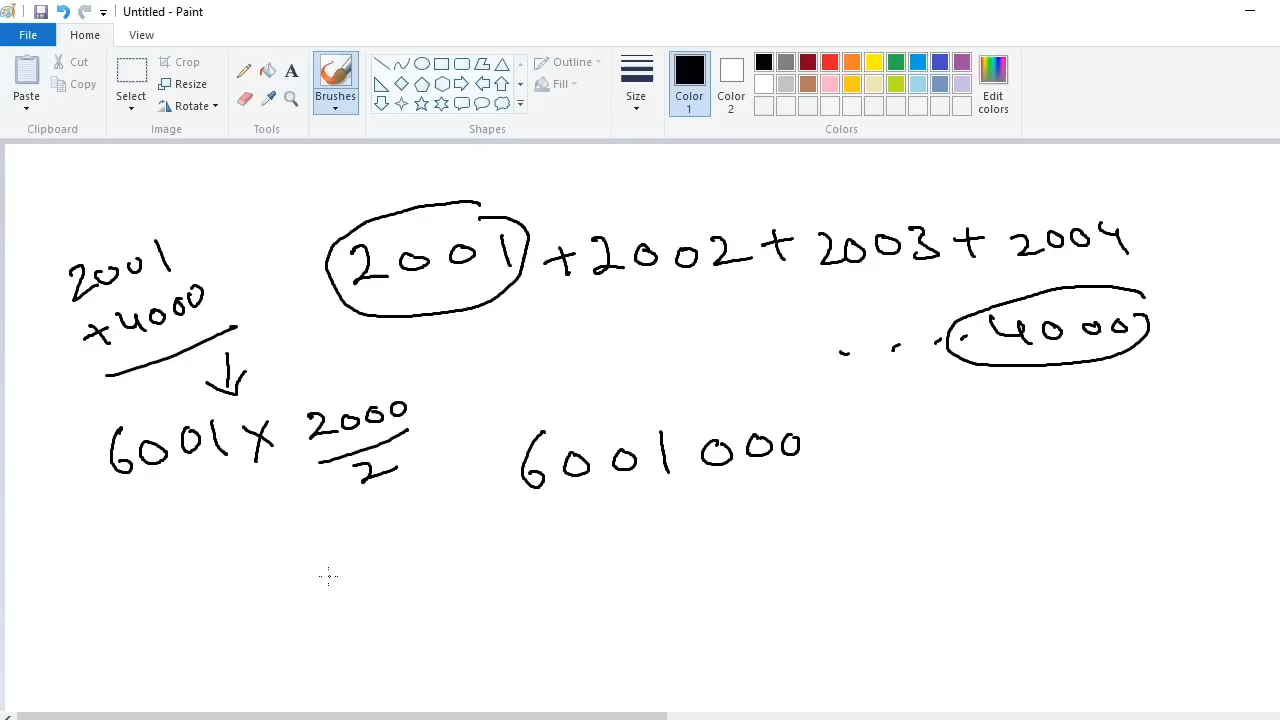 Untitled - Paint
File Home View
Paste Cut Copy Select Crop Resize Rotate Brushes Outline Fill Size Color 1 Color 2 Edit colors
Clipboard Image Tools Shapes Colors
2001 + 2002 + 2003 + 2004
.... 4000
2001
+4000
6001 × 2000/2 6001000